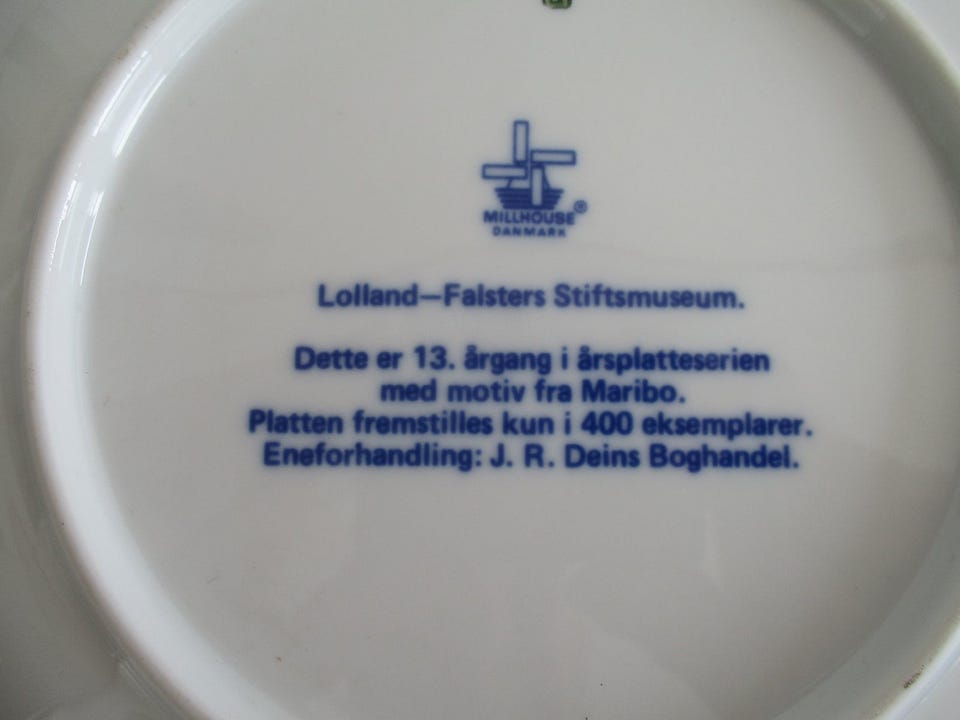 MILLHOUSE®
DANMARK
Lolland—Falsters Stiftsmuseum.
Dette er 13. årgang i årsplatteserien
med motiv fra Maribo.
Platten fremstilles kun i 400 eksemplarer.
Eneforhandling: J. R. Deins Boghandel.